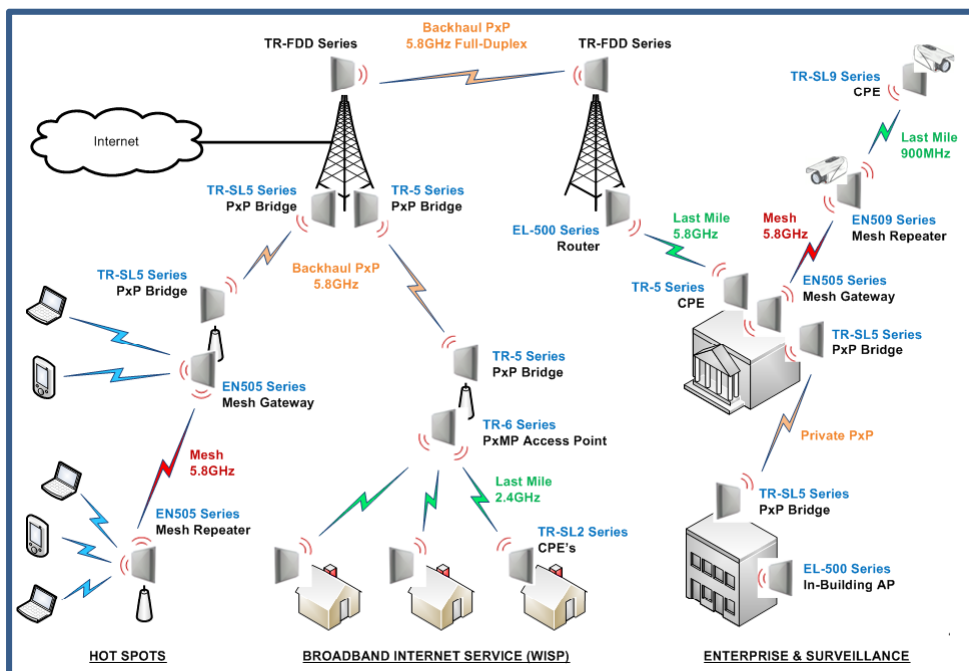 Backhaul PxP
5.8GHz Full-Duplex
TR-FDD Series
TR-FDD Series
TR-SL9 Series
CPE
Internet
Last Mile
900MHz
TR-SL5 Series
PxP Bridge
TR-5 Series
PxP Bridge
EL-500 Series
Router
Last Mile
5.8GHz
Mesh
5.8GHz
EN509 Series
Mesh Repeater
TR-SL5 Series
PxP Bridge
Backhaul PxP
5.8GHz
TR-5 Series
CPE
EN505 Series
Mesh Gateway
TR-SL5 Series
PxP Bridge
TR-5 Series
PxP Bridge
EN505 Series
Mesh Gateway
TR-6 Series
PxMP Access Point
Private PxP
Mesh
5.8GHz
Last Mile
2.4GHz
TR-SL5 Series
PxP Bridge
EN505 Series
Mesh Repeater
TR-SL2 Series
CPE's
EL-500 Series
In-Building AP
HOT SPOTS
BROADBAND INTERNET SERVICE (WISP)
ENTERPRISE & SURVEILLANCE